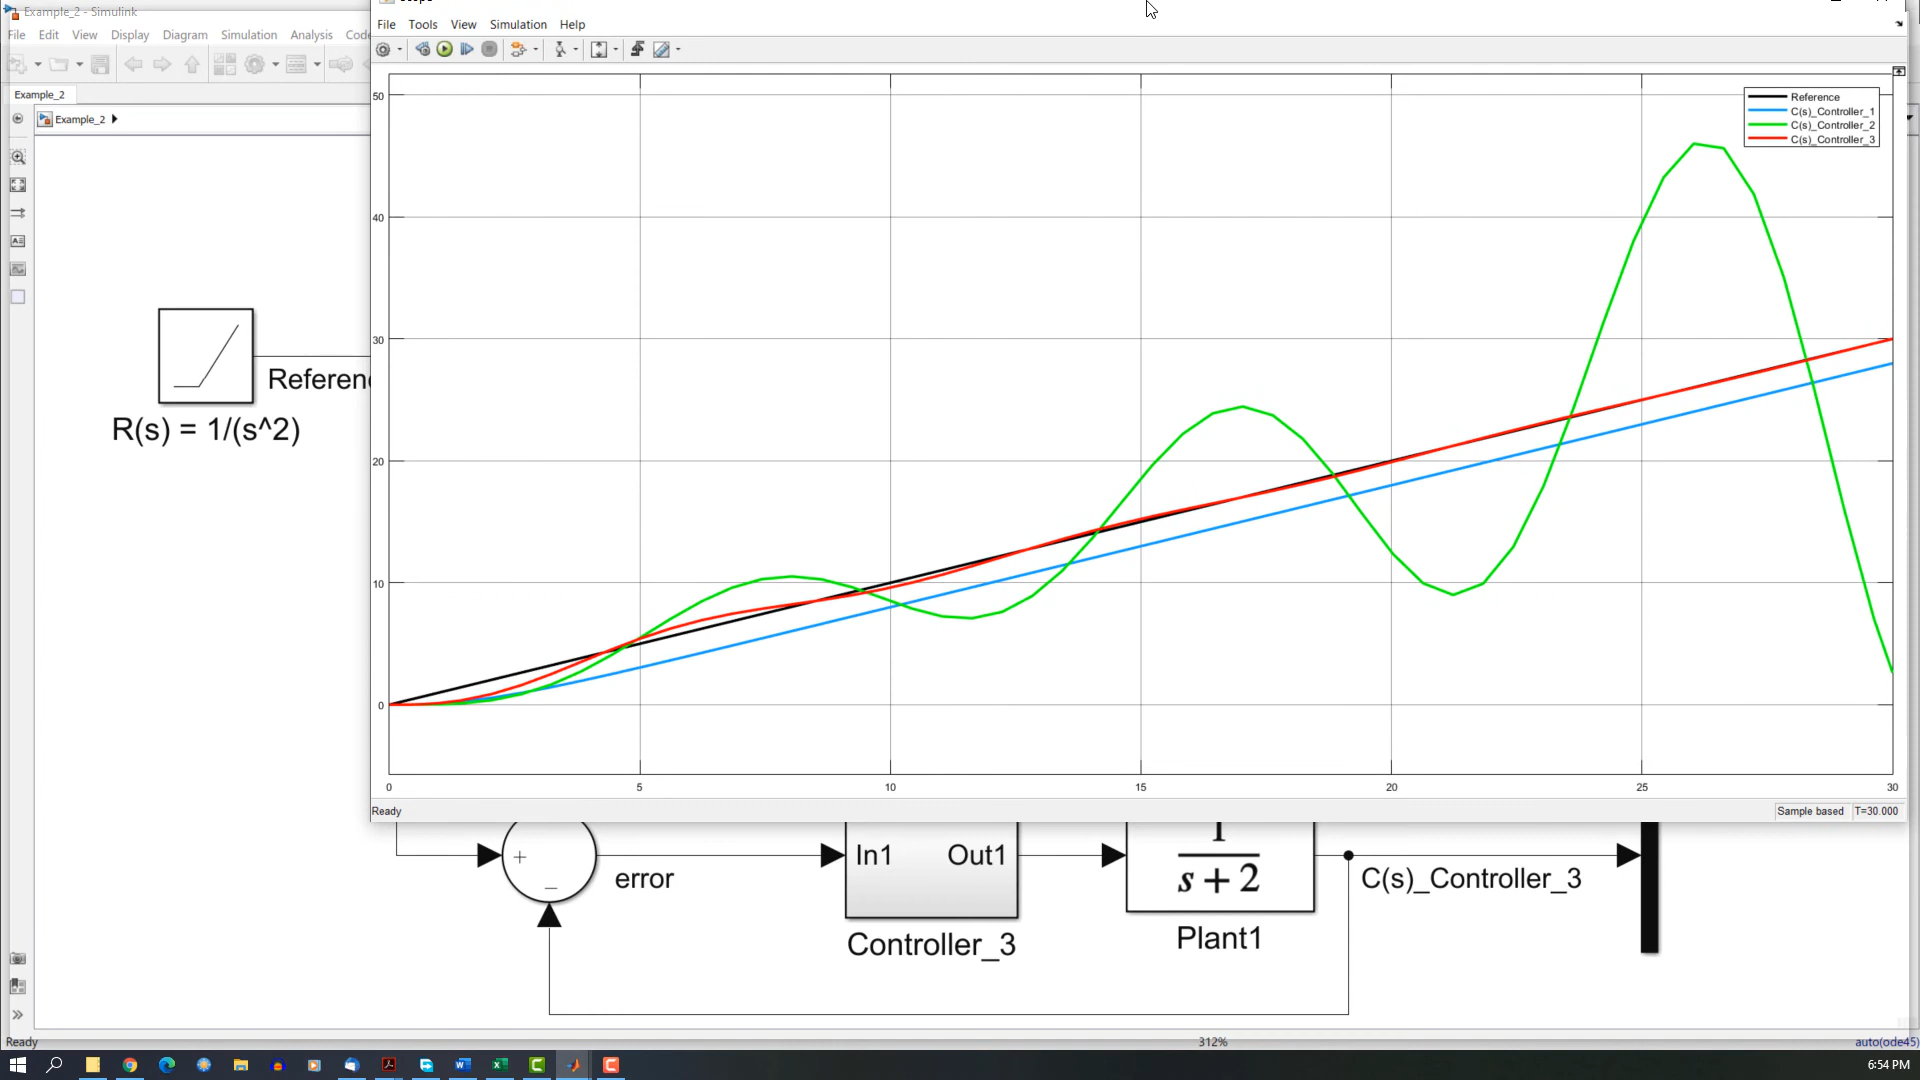 Example_2 - Simulink
File Edit View Display Diagram Simulation Analysis
File Tools View Simulation Help
Example_2
Example_2
R(s) = 1/(s^2)
Reference
C(s)_Controller_1
C(s)_Controller_2
C(s)_Controller_3
50
40
30
20
10
0
0 5 10 15 20 25 30
Ready
Sample based T=30.000
+
−
error
In1 Out1
Controller_3
1
s + 2
Plant1
C(s)_Controller_3
Ready
312%
auto(ode45)
6:54 PM